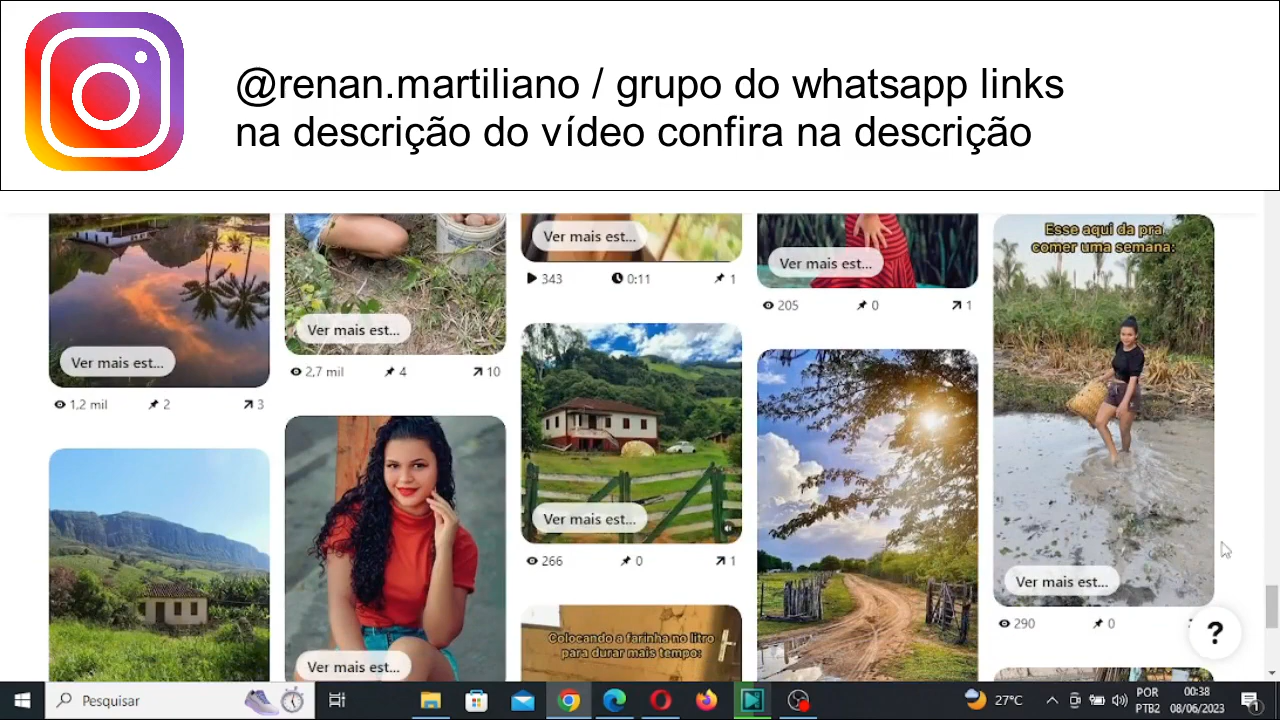 @renan.martiliano / grupo do whatsapp links
na descrição do vídeo confira na descrição
Ver mais est...
1,2 mil
2
3
Ver mais est...
2,7 mil
4
10
Ver mais est...
Ver mais est...
343
0:11
1
Ver mais est...
266
0
1
Colocando a farinha no litro
para durar mais tempo:
Ver mais est...
205
0
1
Esse aqui da pra
comer uma semana:
Ver mais est...
290
0
?
Pesquisar
27°C
POR
PTB2
00:38
08/06/2023
1